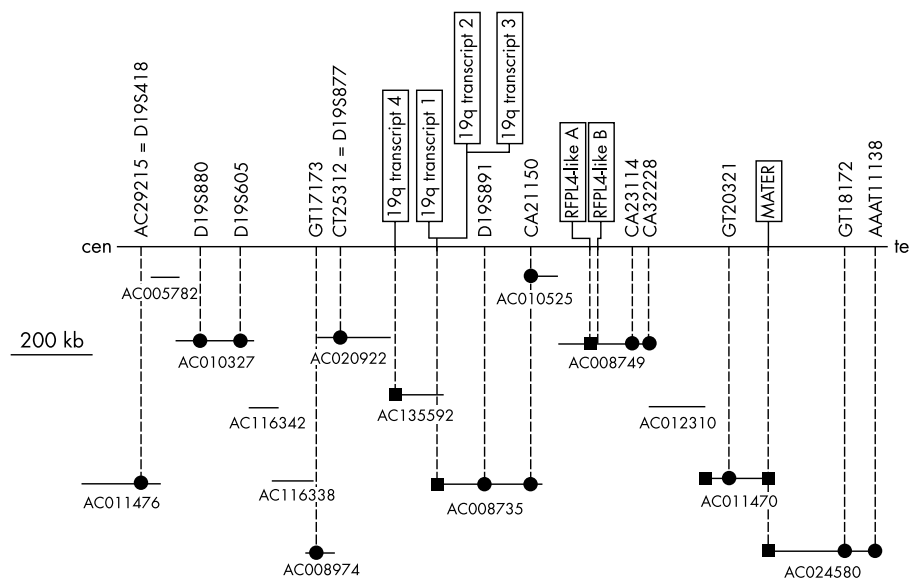 AC29215 = D19S418
D19S880
D19S605
GT17173
CT25312 = D19S877
19q transcript 4
19q transcript 1
19q transcript 2
19q transcript 3
D19S891
CA21150
RFPL4-like A
RFPL4-like B
CA23114
CA32228
GT20321
MATER
GT18172
AAAT11138
cen
te
AC005782
AC010525
200 kb
AC010327
AC020922
AC008749
AC116342
AC135592
AC012310
AC011476
AC116338
AC008735
AC011470
AC008974
AC024580